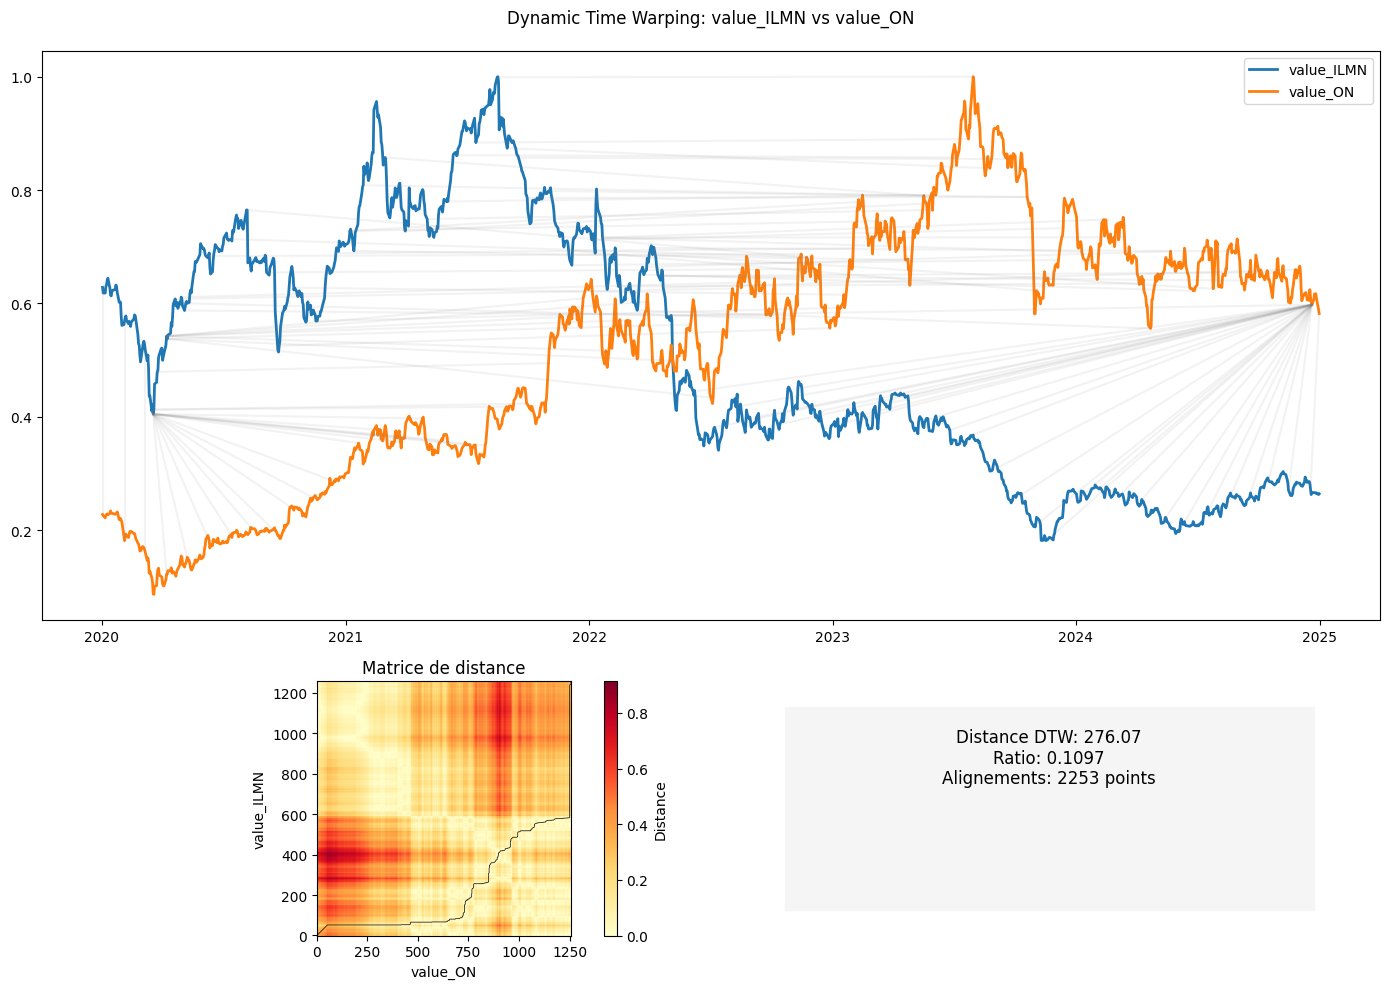 Dynamic Time Warping: value_ILMN vs value_ON
value_ILMN
value_ON
1.0
0.8
0.6
0.4
0.2
2020 2021 2022 2023 2024 2025
Matrice de distance
value_ILMN
1200
1000
800
600
400
200
0
0 250 500 750 1000 1250
value_ON
0.8
0.6
0.4
0.2
0.0
Distance
Distance DTW: 276.07
Ratio: 0.1097
Alignements: 2253 points